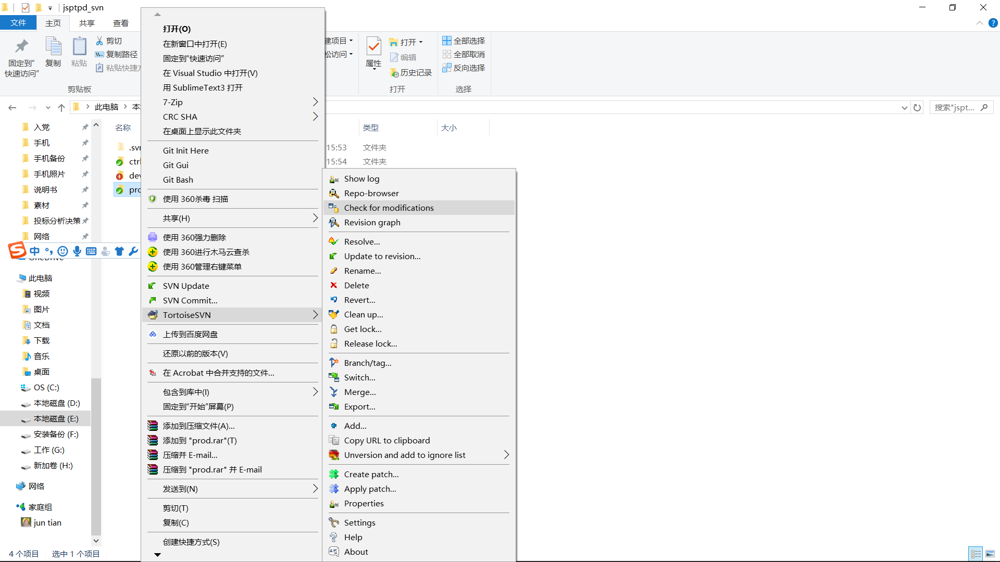 jsptpd_svn
文件
主页
共享
查看
固定到"
快速访问"
复制
粘贴
剪切
复制路径
粘贴快捷方
剪贴板
建项目
松访问
属性
打开
编辑
历史记录
打开
全部选择
全部取消
反向选择
选择
此电脑
搜索"jspt...
入党
手机
手机备份
手机照片
说明书
素材
投标分析决策
网络
中
OneDrive
此电脑
视频
图片
文档
下载
音乐
桌面
OS (C:)
本地磁盘 (D:)
本地磁盘 (E:)
安装备份 (F:)
工作 (G:)
新加卷 (H:)
网络
家庭组
jun tian
4 个项目
选中 1 个项目
名称
类型
大小
15:53
文件夹
15:54
文件夹
打开(O)
在新窗口中打开(E)
固定到"快速访问"
在 Visual Studio 中打开(V)
用 SublimeText3 打开
7-Zip
CRC SHA
在桌面上显示此文件夹
Git Init Here
Git Gui
Git Bash
使用 360杀毒 扫描
共享(H)
使用 360强力删除
使用 360进行木马云查杀
使用 360管理右键菜单
SVN Update
SVN Commit...
TortoiseSVN
上传到百度网盘
还原以前的版本(V)
在 Acrobat 中合并支持的文件...
包含到库中(I)
固定到"开始"屏幕(P)
添加到压缩文件(A)...
添加到 "prod.rar"(T)
压缩并 E-mail...
压缩到 "prod.rar" 并 E-mail
发送到(N)
剪切(T)
复制(C)
创建快捷方式(S)
Show log
Repo-browser
Check for modifications
Revision graph
Resolve...
Update to revision...
Rename...
Delete
Revert...
Clean up...
Get lock...
Release lock...
Branch/tag...
Switch...
Merge...
Export...
Add...
Copy URL to clipboard
Unversion and add to ignore list
Create patch...
Apply patch...
Properties
Settings
Help
About